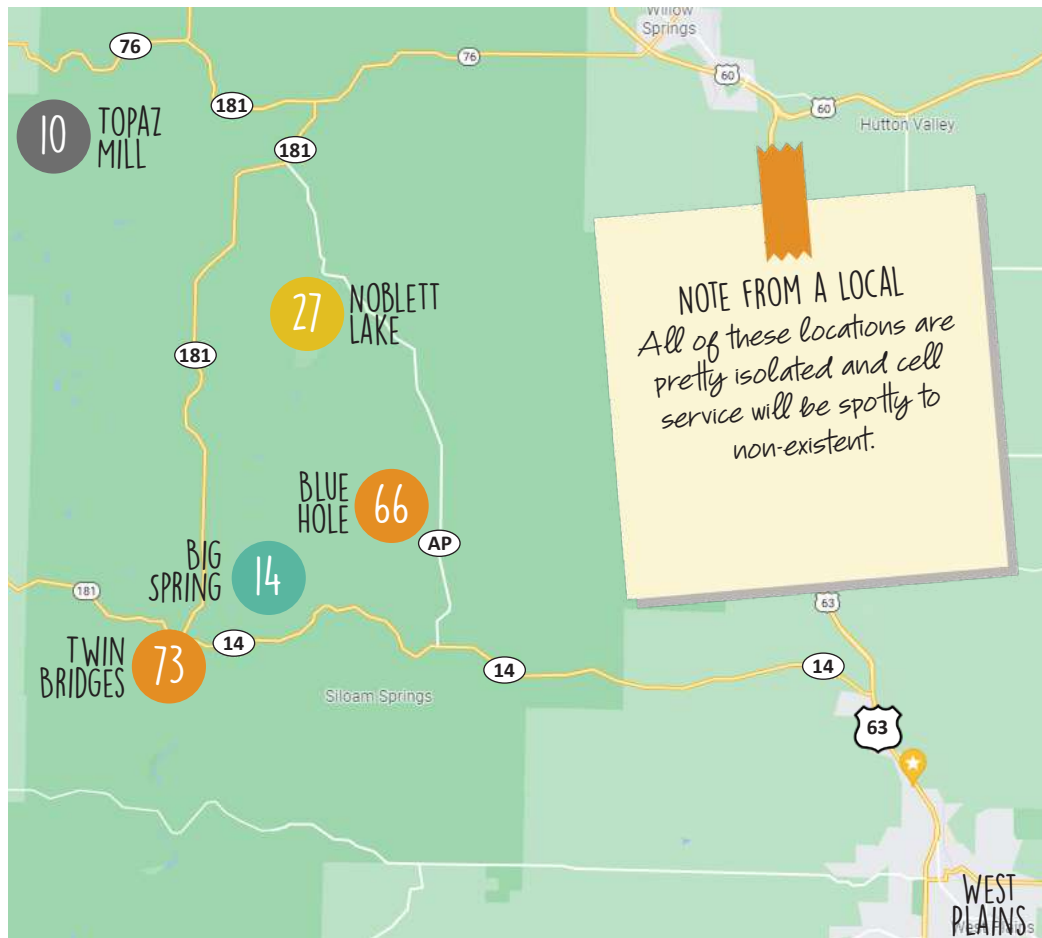 Willow
Springs
76
76
60
181
60
Hutton Valley
10
TOPAZ
MILL
181
NOTE FROM A LOCAL
All of these locations are
pretty isolated and cell
service will be spotty to
non-existent.
27
NOBLETT
LAKE
181
BLUE
HOLE
66
AP
BIG
SPRING
14
181
63
14
TWIN
BRIDGES
73
14
14
Siloam Springs
63
WEST
PLAINS
West Plains